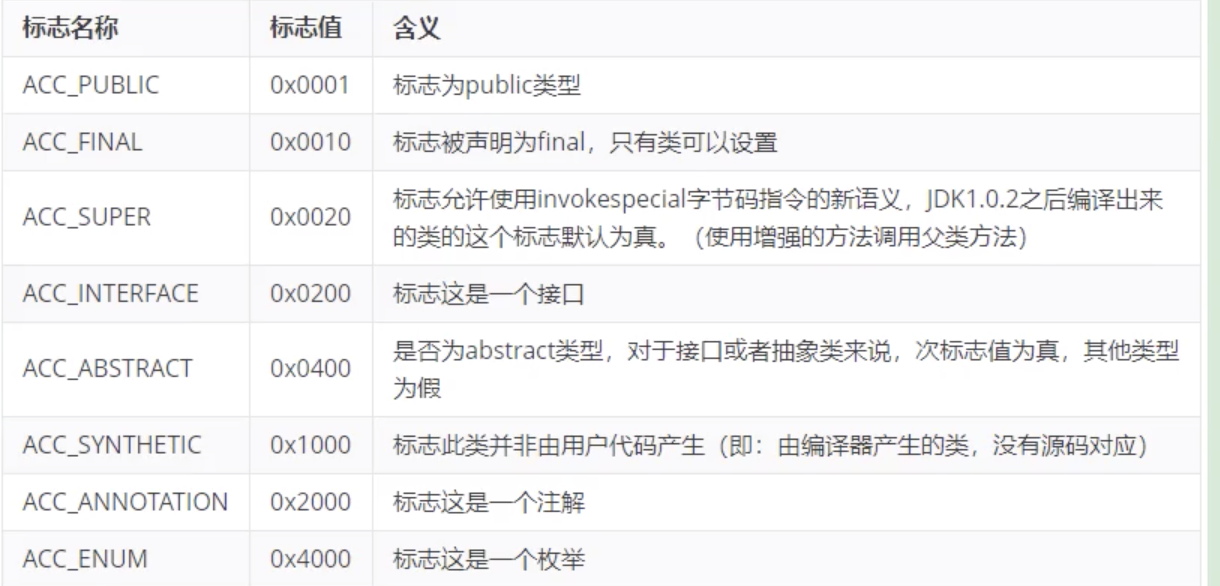 标志名称 标志值 含义
ACC_PUBLIC 0x0001 标志为public类型
ACC_FINAL 0x0010 标志被声明为final，只有类可以设置
ACC_SUPER 0x0020 标志允许使用invokespecial字节码指令的新语义，JDK1.0.2之后编译出来
的类的这个标志默认为真。（使用增强的方法调用父类方法）
ACC_INTERFACE 0x0200 标志这是一个接口
ACC_ABSTRACT 0x0400 是否为abstract类型，对于接口或者抽象类来说，次标志值为真，其他类型
为假
ACC_SYNTHETIC 0x1000 标志此类并非由用户代码产生（即：由编译器产生的类，没有源码对应）
ACC_ANNOTATION 0x2000 标志这是一个注解
ACC_ENUM 0x4000 标志这是一个枚举